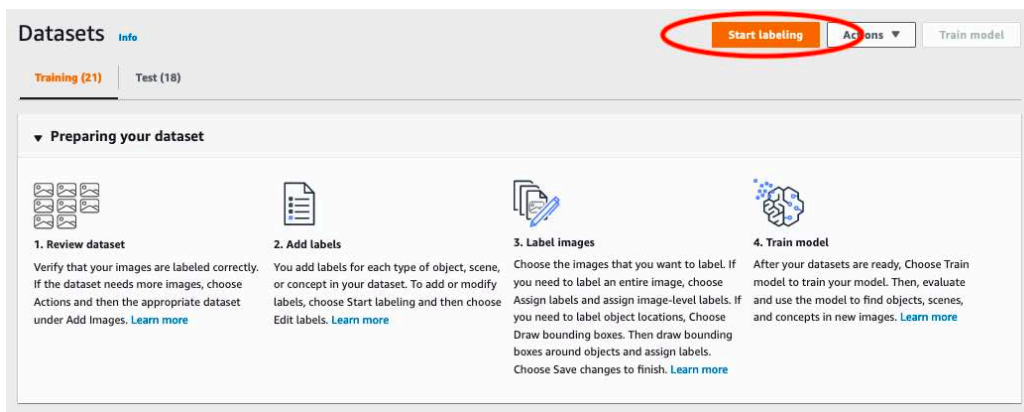 Datasets Info
Start labeling
Actions ▼
Train model
Training (21)
Test (18)
▼ Preparing your dataset
1. Review dataset
Verify that your images are labeled correctly.
If the dataset needs more images, choose
Actions and then the appropriate dataset
under Add Images. Learn more
2. Add labels
You add labels for each type of object, scene,
or concept in your dataset. To add or modify
labels, choose Start labeling and then choose
Edit labels. Learn more
3. Label images
Choose the images that you want to label. If
you need to label an entire image, choose
Assign labels and assign image-level labels. If
you need to label object locations, Choose
Draw bounding boxes. Then draw bounding
boxes around objects and assign labels.
Choose Save changes to finish. Learn more
4. Train model
After your datasets are ready, Choose Train
model to train your model. Then, evaluate
and use the model to find objects, scenes,
and concepts in new images. Learn more